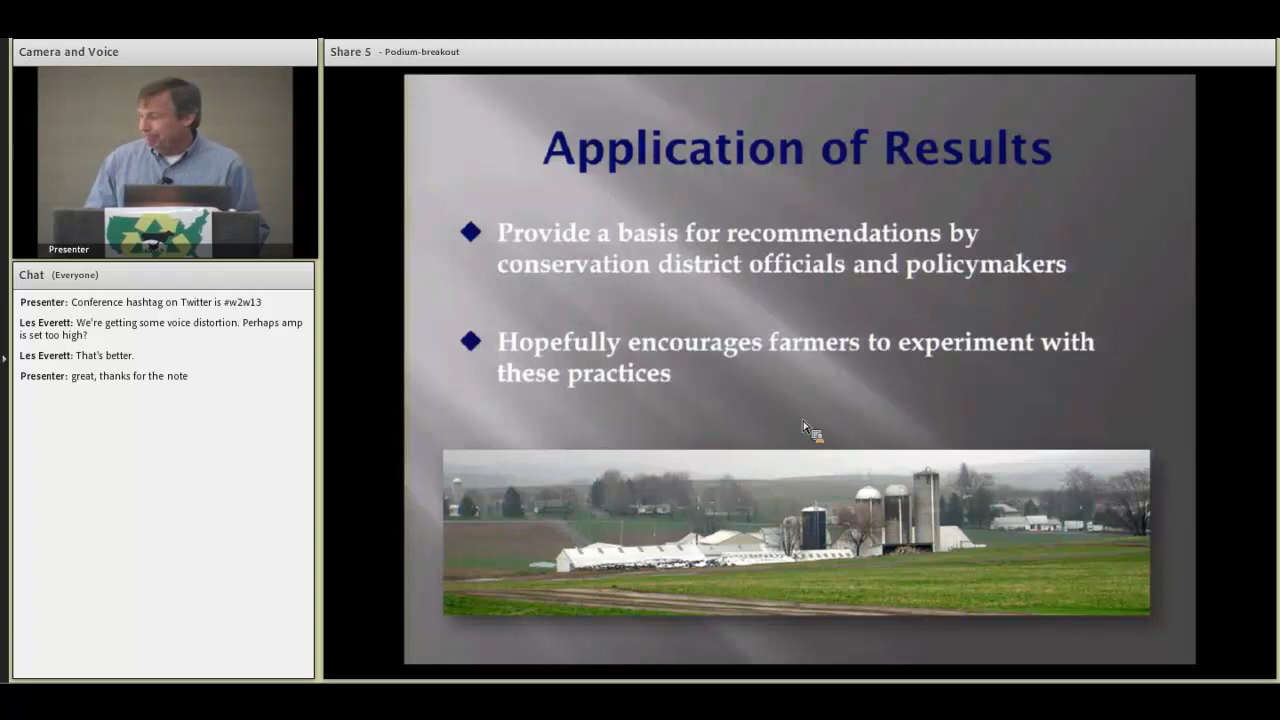 Camera and Voice
Presenter
Chat (Everyone)
Presenter: Conference hashtag on Twitter is #w2w13
Les Everett: We're getting some voice distortion. Perhaps amp
is set too high?
Les Everett: That's better.
Presenter: great, thanks for the note
Share 5 - Podium-breakout
Application of Results
Provide a basis for recommendations by
conservation district officials and policymakers
Hopefully encourages farmers to experiment with
these practices